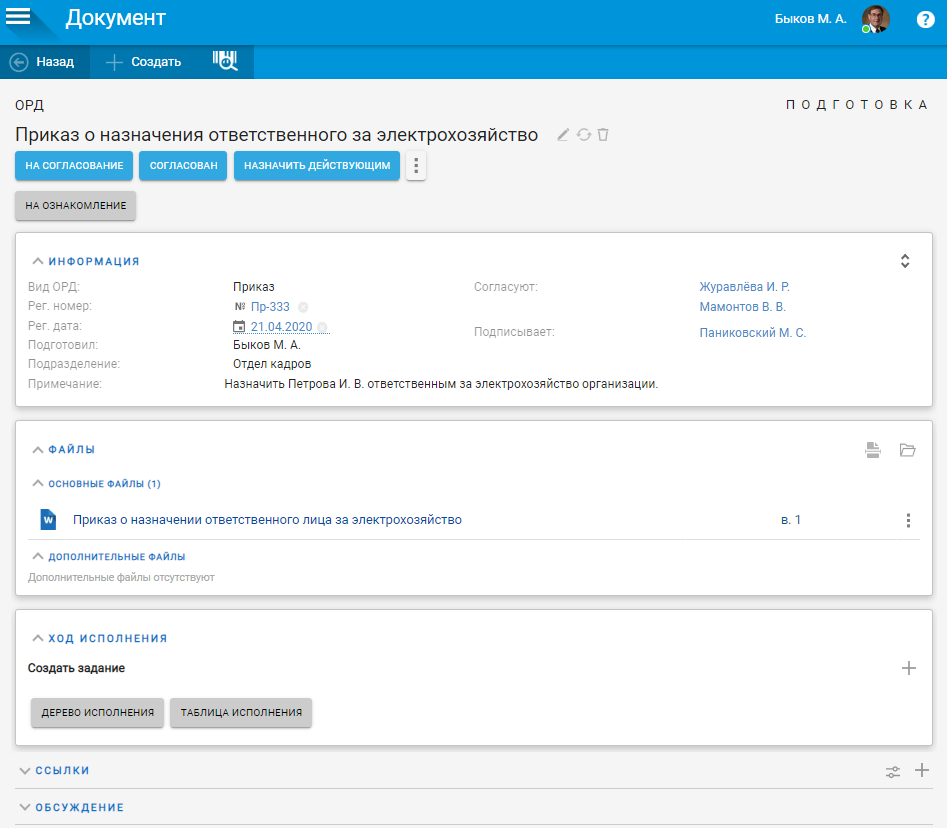 Документ
Быков М. А.
?
Назад
Создать
ОРД
ПОДГОТОВКА
Приказ о назначения ответственного за электрохозяйство
НА СОГЛАСОВАНИЕ
СОГЛАСОВАН
НАЗНАЧИТЬ ДЕЙСТВУЮЩИМ
НА ОЗНАКОМЛЕНИЕ
ИНФОРМАЦИЯ
Вид ОРД: Приказ
Согласуют: Журавлёва И. Р.
Рег. номер: № Пр-333
Мамонтов В. В.
Рег. дата: 21.04.2020
Подписывает: Паниковский М. С.
Подготовил: Быков М. А.
Подразделение: Отдел кадров
Примечание: Назначить Петрова И. В. ответственным за электрохозяйство организации.
ФАЙЛЫ
ОСНОВНЫЕ ФАЙЛЫ (1)
W Приказ о назначении ответственного лица за электрохозяйство в. 1
ДОПОЛНИТЕЛЬНЫЕ ФАЙЛЫ
Дополнительные файлы отсутствуют
ХОД ИСПОЛНЕНИЯ
Создать задание
ДЕРЕВО ИСПОЛНЕНИЯ
ТАБЛИЦА ИСПОЛНЕНИЯ
ССЫЛКИ
ОБСУЖДЕНИЕ